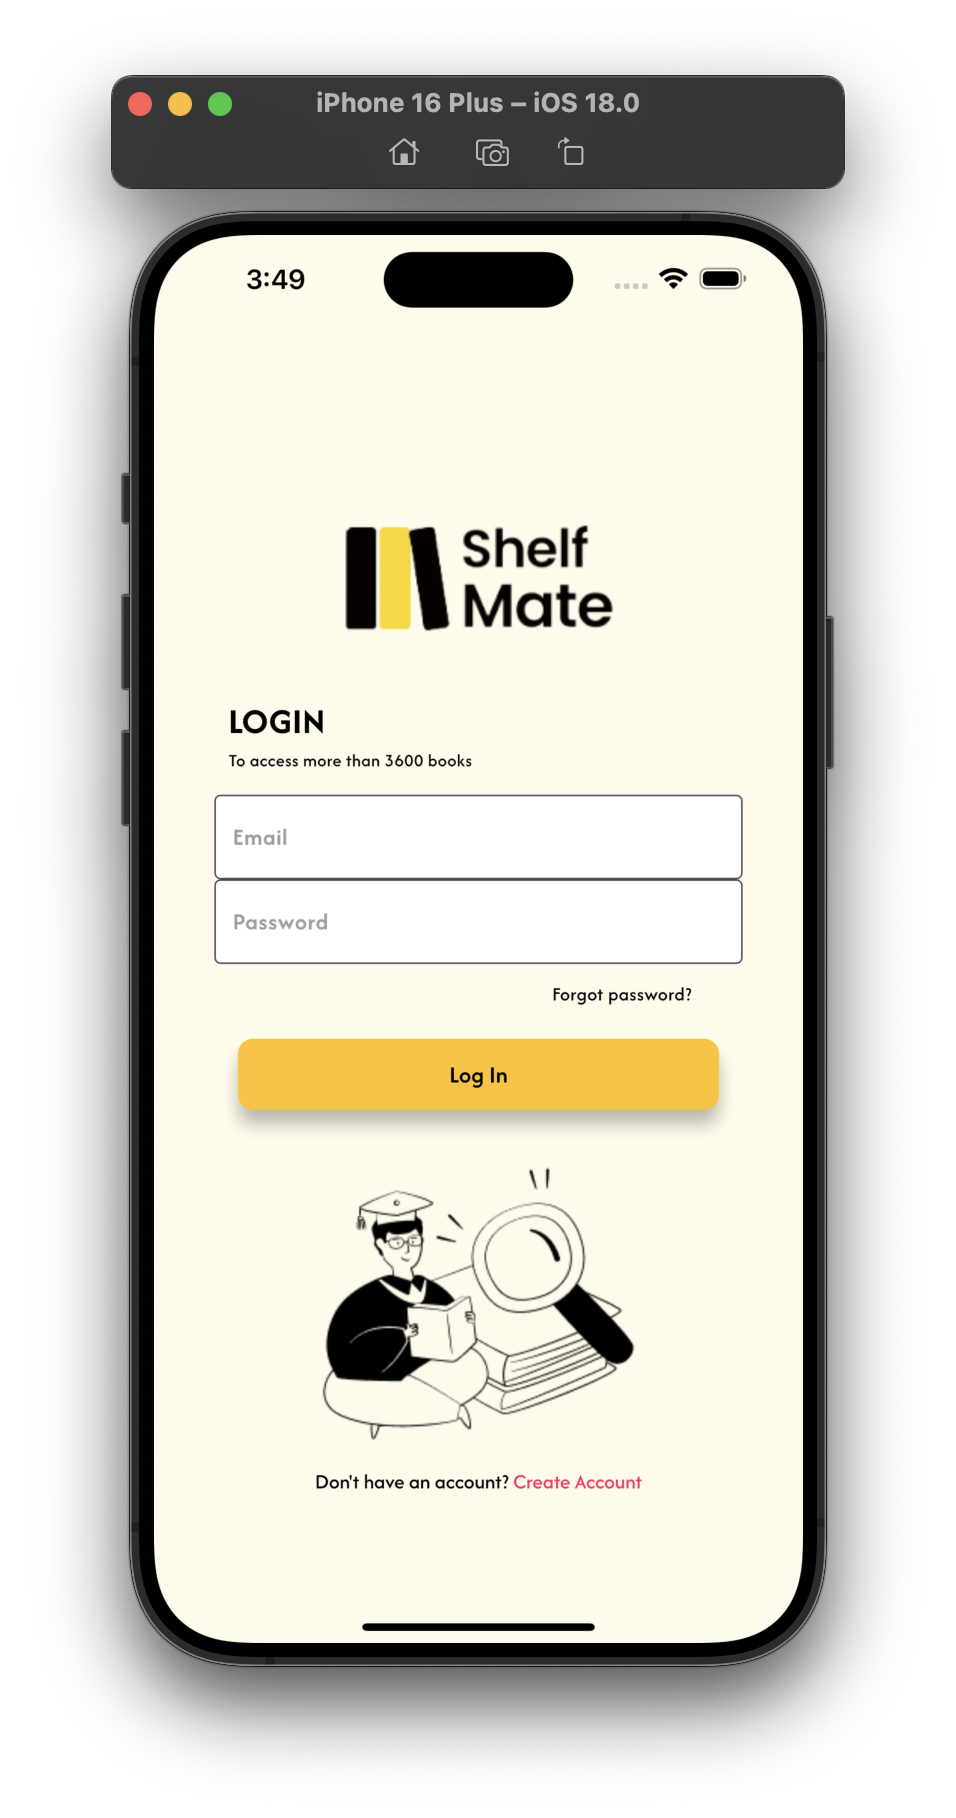 iPhone 16 Plus – iOS 18.0
3:49
Shelf
Mate
LOGIN
To access more than 3600 books
Email
Password
Forgot password?
Log In
Don't have an account? Create Account